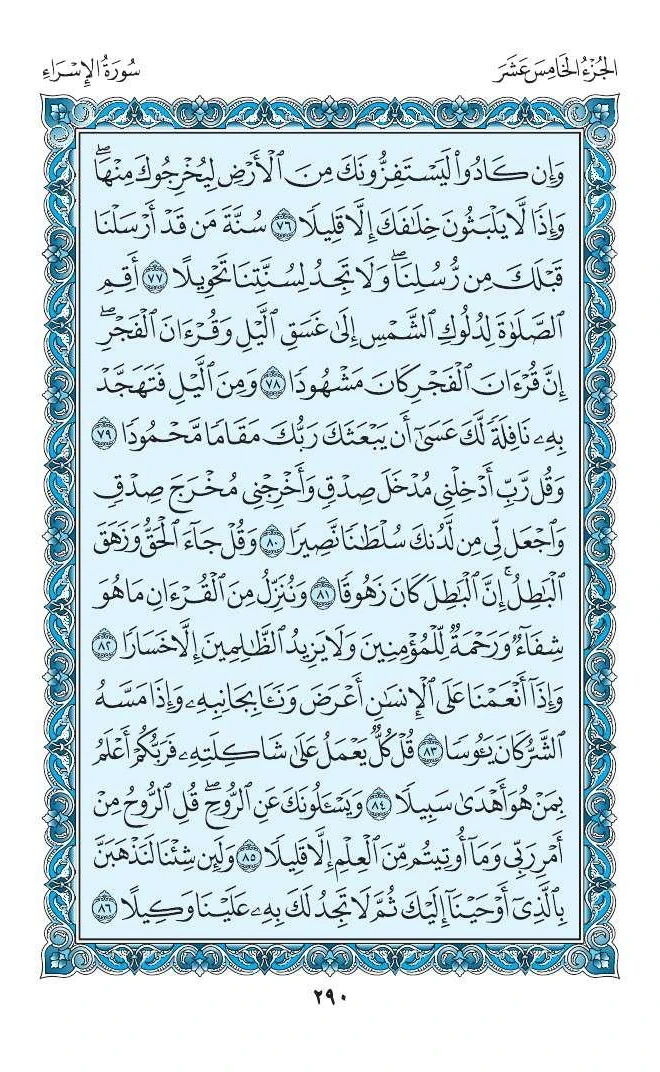 الجُزْءُ الخَامِسَ عَشَرَ
سُورَةُ الإِسْرَاءِ
وَإِن كَادُوا۟ لَيَسْتَفِزُّونَكَ مِنَ ٱلْأَرْضِ لِيُخْرِجُوكَ مِنْهَا ۖ
وَإِذًا لَّا يَلْبَثُونَ خِلَٰفَكَ إِلَّا قَلِيلًا ٧٦ سُنَّةَ مَن قَدْ أَرْسَلْنَا
قَبْلَكَ مِن رُّسُلِنَا ۖ وَلَا تَجِدُ لِسُنَّتِنَا تَحْوِيلًا ٧٧ أَقِمِ
ٱلصَّلَوٰةَ لِدُلُوكِ ٱلشَّمْسِ إِلَىٰ غَسَقِ ٱلَّيْلِ وَقُرْءَانَ ٱلْفَجْرِ ۖ
إِنَّ قُرْءَانَ ٱلْفَجْرِ كَانَ مَشْهُودًا ٧٨ وَمِنَ ٱلَّيْلِ فَتَهَجَّدْ
بِهِۦ نَافِلَةً لَّكَ عَسَىٰٓ أَن يَبْعَثَكَ رَبُّكَ مَقَامًا مَّحْمُودًا ٧٩
وَقُل رَّبِّ أَدْخِلْنِى مُدْخَلَ صِدْقٍ وَأَخْرِجْنِى مُخْرَجَ صِدْقٍ
وَٱجْعَل لِّى مِن لَّدُنكَ سُلْطَٰنًا نَّصِيرًا ٨٠ وَقُلْ جَآءَ ٱلْحَقُّ وَزَهَقَ
ٱلْبَٰطِلُ ۚ إِنَّ ٱلْبَٰطِلَ كَانَ زَهُوقًا ٨١ وَنُنَزِّلُ مِنَ ٱلْقُرْءَانِ مَا هُوَ
شِفَآءٌ وَرَحْمَةٌ لِّلْمُؤْمِنِينَ وَلَا يَزِيدُ ٱلظَّٰلِمِينَ إِلَّا خَسَارًا ٨٢
وَإِذَآ أَنْعَمْنَا عَلَى ٱلْإِنسَٰنِ أَعْرَضَ وَنَـَٔا بِجَانِبِهِۦ وَإِذَا مَسَّهُ
ٱلشَّرُّ كَانَ يَـُٔوسًا ٨٣ قُلْ كُلٌّ يَعْمَلُ عَلَىٰ شَاكِلَتِهِۦ فَرَبُّكُمْ أَعْلَمُ
بِمَنْ هُوَ أَهْدَىٰ سَبِيلًا ٨٤ وَيَسْـَٔلُونَكَ عَنِ ٱلرُّوحِ ۖ قُلِ ٱلرُّوحُ مِنْ
أَمْرِ رَبِّى وَمَآ أُوتِيتُم مِّنَ ٱلْعِلْمِ إِلَّا قَلِيلًا ٨٥ وَلَئِن شِئْنَا لَنَذْهَبَنَّ
بِٱلَّذِىٓ أَوْحَيْنَآ إِلَيْكَ ثُمَّ لَا تَجِدُ لَكَ بِهِۦ عَلَيْنَا وَكِيلًا ٨٦
٢٩٠